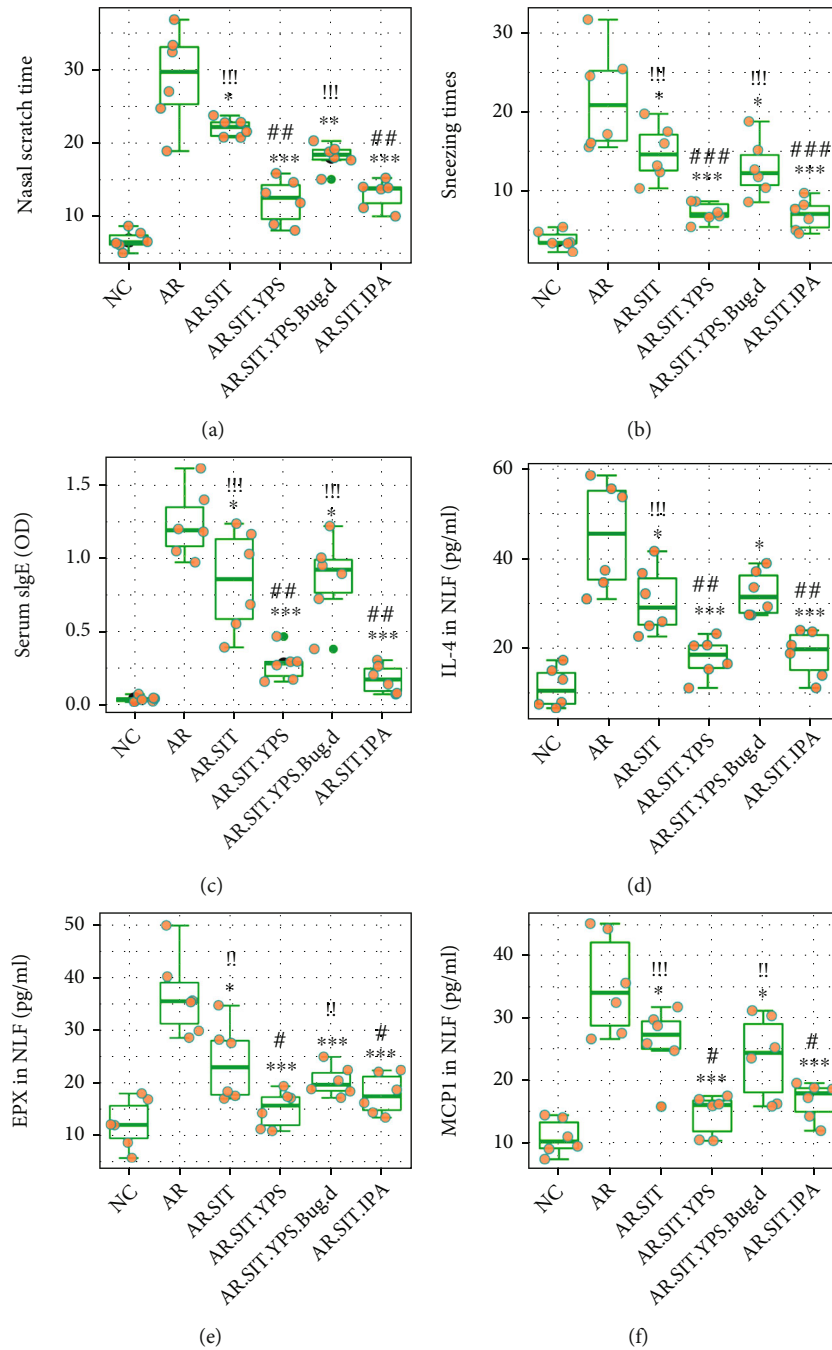 Nasal scratch time
30
20
10
!!!
*
##
***
!!!
**
##
***
NC
AR
AR.SIT
AR.SIT.YPS
AR.SIT.YPS.Bug.d
AR.SIT.IPA
(a)
Sneezing times
30
20
10
!!!
*
###
***
!!!
*
###
***
NC
AR
AR.SIT
AR.SIT.YPS
AR.SIT.YPS.Bug.d
AR.SIT.IPA
(b)
Serum sIgE (OD)
1.5
1.0
0.5
0.0
!!!
*
##
***
!!!
*
##
***
NC
AR
AR.SIT
AR.SIT.YPS
AR.SIT.YPS.Bug.d
AR.SIT.IPA
(c)
IL-4 in NLF (pg/ml)
60
40
20
!!!
*
##
***
*
##
***
NC
AR
AR.SIT
AR.SIT.YPS
AR.SIT.YPS.Bug.d
AR.SIT.IPA
(d)
EPX in NLF (pg/ml)
50
40
30
20
10
!!
*
#
***
!!
***
#
***
NC
AR
AR.SIT
AR.SIT.YPS
AR.SIT.YPS.Bug.d
AR.SIT.IPA
(e)
MCP1 in NLF (pg/ml)
40
30
20
10
!!!
*
#
***
!!
*
#
***
NC
AR
AR.SIT
AR.SIT.YPS
AR.SIT.YPS.Bug.d
AR.SIT.IPA
(f)